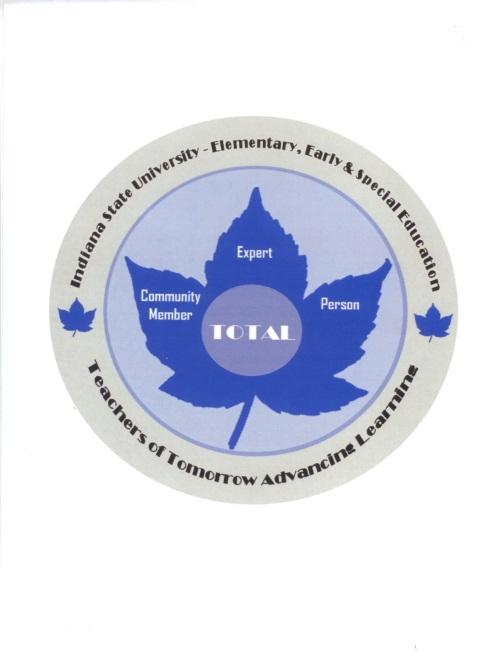 Indiana State University - Elementary, Early & Special Education
Expert
Community
Member
Person
TOTAL
Teachers of Tomorrow Advancing Learning